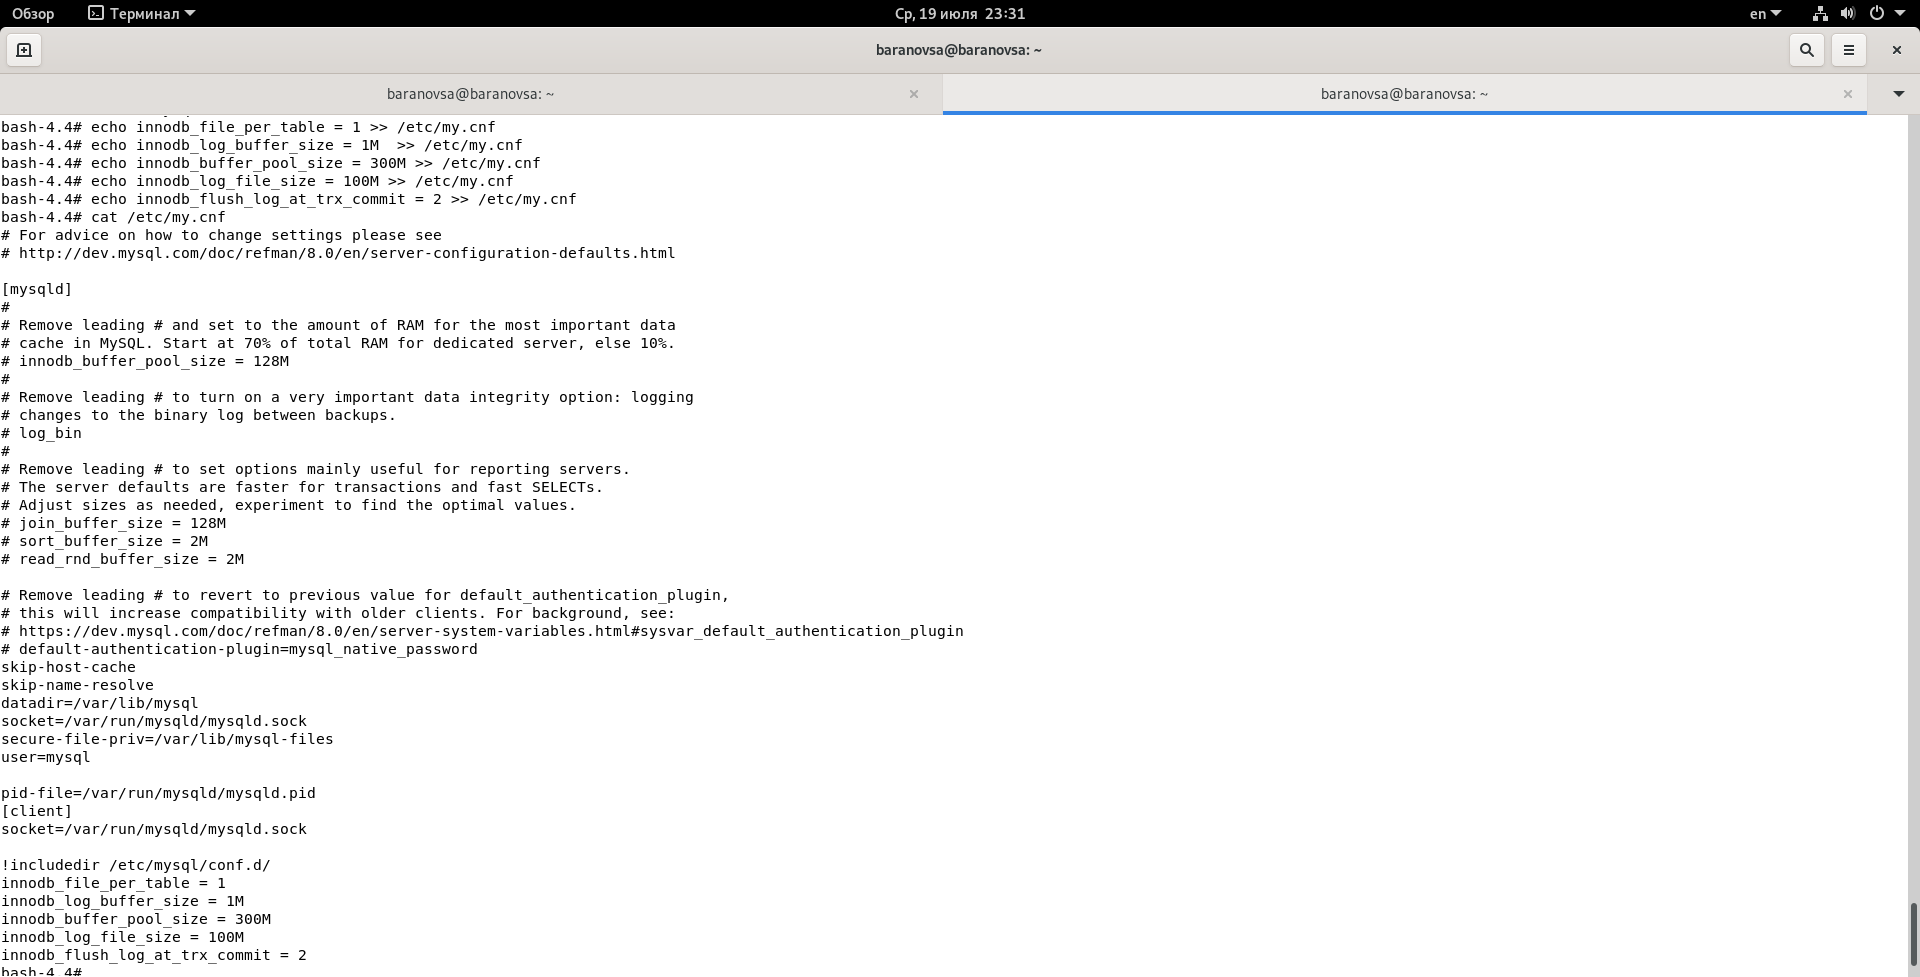 Обзор Терминал Ср, 19 июля 23:31 en
baranovsa@baranovsa: ~
baranovsa@baranovsa: ~ baranovsa@baranovsa: ~
bash-4.4# echo innodb_file_per_table = 1 >> /etc/my.cnf
bash-4.4# echo innodb_log_buffer_size = 1M  >> /etc/my.cnf
bash-4.4# echo innodb_buffer_pool_size = 300M >> /etc/my.cnf
bash-4.4# echo innodb_log_file_size = 100M >> /etc/my.cnf
bash-4.4# echo innodb_flush_log_at_trx_commit = 2 >> /etc/my.cnf
bash-4.4# cat /etc/my.cnf
# For advice on how to change settings please see
# http://dev.mysql.com/doc/refman/8.0/en/server-configuration-defaults.html

[mysqld]
#
# Remove leading # and set to the amount of RAM for the most important data
# cache in MySQL. Start at 70% of total RAM for dedicated server, else 10%.
# innodb_buffer_pool_size = 128M
#
# Remove leading # to turn on a very important data integrity option: logging
# changes to the binary log between backups.
# log_bin
#
# Remove leading # to set options mainly useful for reporting servers.
# The server defaults are faster for transactions and fast SELECTs.
# Adjust sizes as needed, experiment to find the optimal values.
# join_buffer_size = 128M
# sort_buffer_size = 2M
# read_rnd_buffer_size = 2M

# Remove leading # to revert to previous value for default_authentication_plugin,
# this will increase compatibility with older clients. For background, see:
# https://dev.mysql.com/doc/refman/8.0/en/server-system-variables.html#sysvar_default_authentication_plugin
# default-authentication-plugin=mysql_native_password
skip-host-cache
skip-name-resolve
datadir=/var/lib/mysql
socket=/var/run/mysqld/mysqld.sock
secure-file-priv=/var/lib/mysql-files
user=mysql

pid-file=/var/run/mysqld/mysqld.pid
[client]
socket=/var/run/mysqld/mysqld.sock

!includedir /etc/mysql/conf.d/
innodb_file_per_table = 1
innodb_log_buffer_size = 1M
innodb_buffer_pool_size = 300M
innodb_log_file_size = 100M
innodb_flush_log_at_trx_commit = 2
bash-4.4#